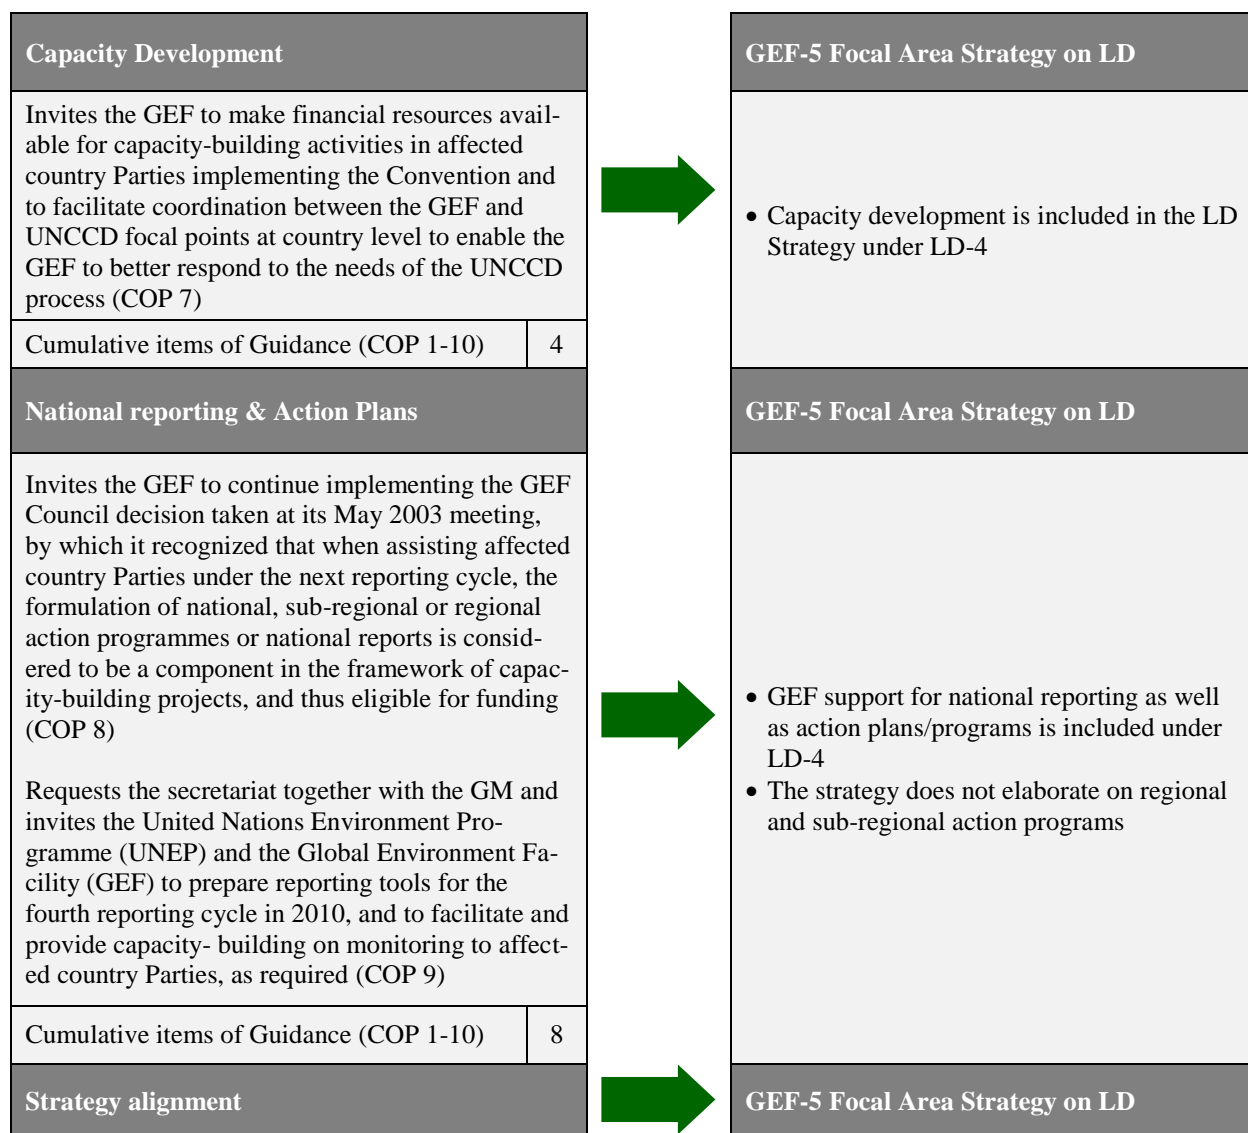 Capacity Development
GEF-5 Focal Area Strategy on LD
Invites the GEF to make financial resources avail-
able for capacity-building activities in affected
country Parties implementing the Convention and
to facilitate coordination between the GEF and
UNCCD focal points at country level to enable the
GEF to better respond to the needs of the UNCCD
process (COP 7)
• Capacity development is included in the LD
Strategy under LD-4
Cumulative items of Guidance (COP 1-10) 4
National reporting & Action Plans
GEF-5 Focal Area Strategy on LD
Invites the GEF to continue implementing the GEF
Council decision taken at its May 2003 meeting,
by which it recognized that when assisting affected
country Parties under the next reporting cycle, the
formulation of national, sub-regional or regional
action programmes or national reports is consid-
ered to be a component in the framework of capac-
ity-building projects, and thus eligible for funding
(COP 8)
Requests the secretariat together with the GM and
invites the United Nations Environment Pro-
gramme (UNEP) and the Global Environment Fa-
cility (GEF) to prepare reporting tools for the
fourth reporting cycle in 2010, and to facilitate and
provide capacity- building on monitoring to affect-
ed country Parties, as required (COP 9)
• GEF support for national reporting as well
as action plans/programs is included under
LD-4
• The strategy does not elaborate on regional
and sub-regional action programs
Cumulative items of Guidance (COP 1-10) 8
Strategy alignment
GEF-5 Focal Area Strategy on LD